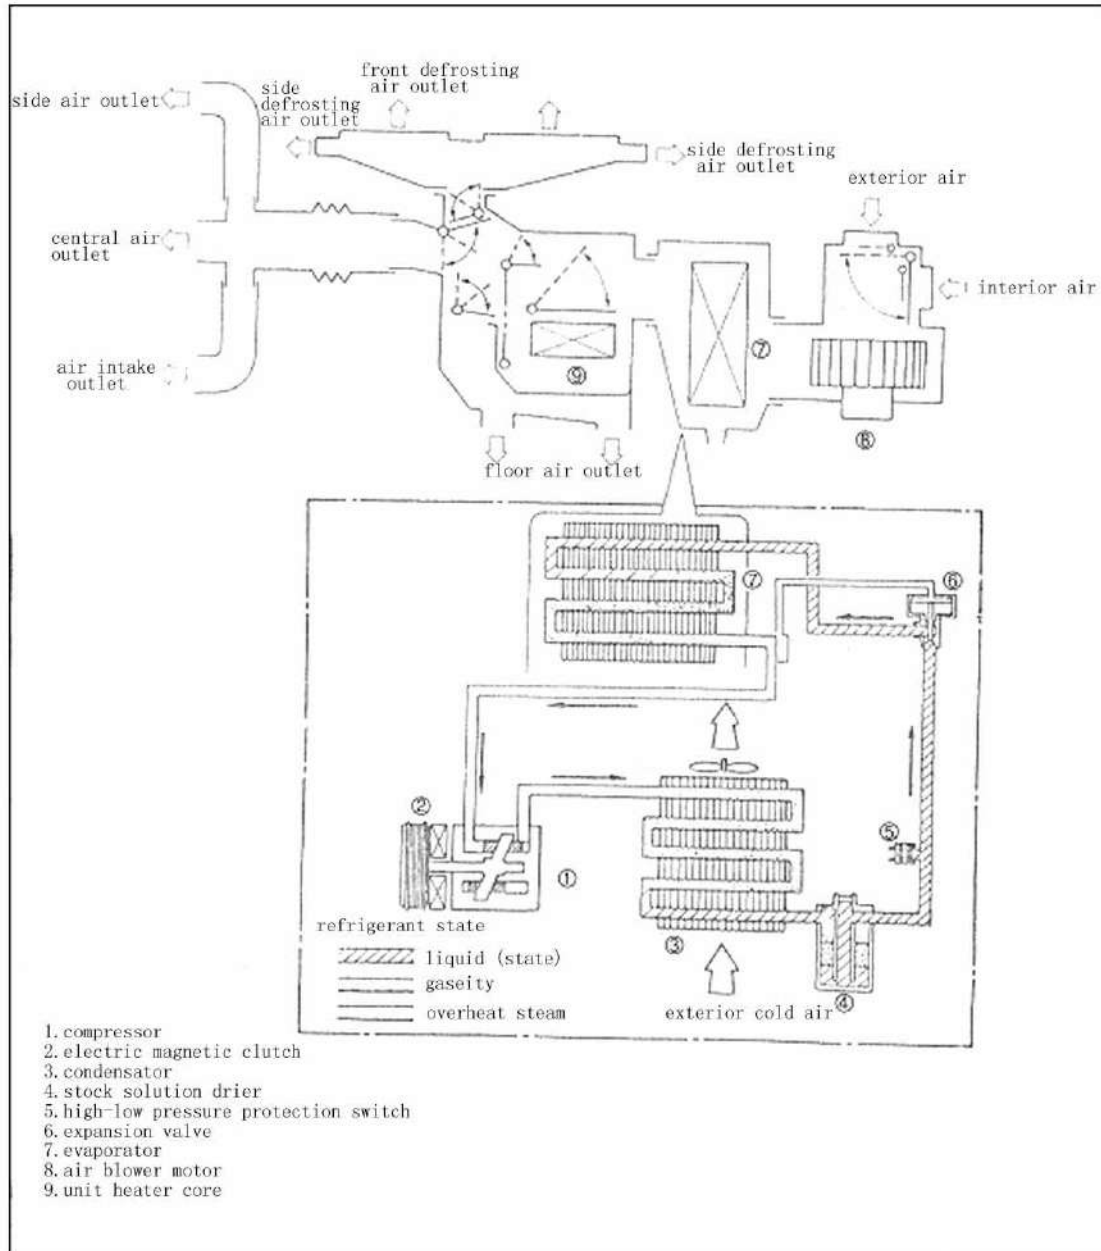 front defrosting
air outlet
side air outlet
side
defrosting
air outlet
side defrosting
air outlet
exterior air
central air
outlet
interior air
air intake
outlet
⑦
⑨
⑧
floor air outlet
⑦
⑥
②
⑤
①
refrigerant state
③
liquid (state)
④
gaseity
overheat steam
exterior cold air
1. compressor
2. electric magnetic clutch
3. condensator
4. stock solution drier
5. high-low pressure protection switch
6. expansion valve
7. evaporator
8. air blower motor
9. unit heater core